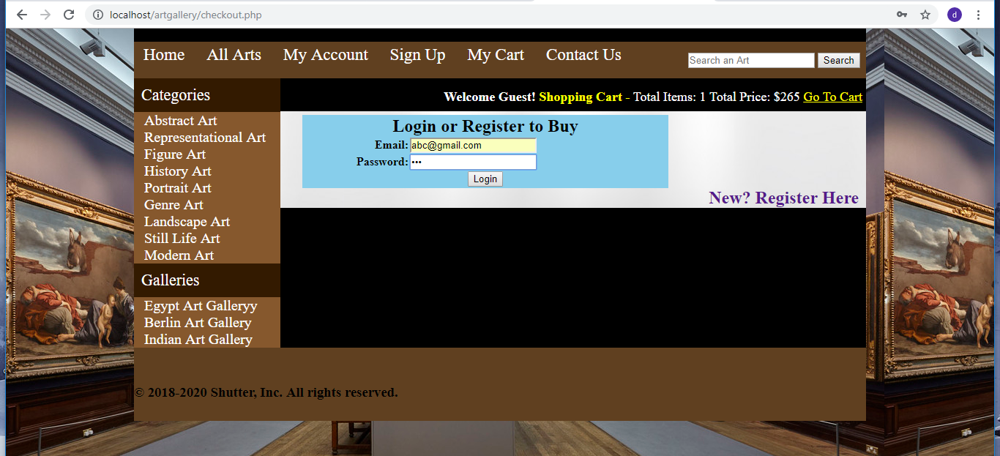 localhost/artgallery/checkout.php
d
Home All Arts My Account Sign Up My Cart Contact Us Search an Art Search
Categories
Welcome Guest! Shopping Cart - Total Items: 1 Total Price: $265 Go To Cart
Abstract Art
Representational Art
Figure Art
History Art
Portrait Art
Genre Art
Landscape Art
Still Life Art
Modern Art
Login or Register to Buy
Email: abc@gmail.com
Password: •••
Login
New? Register Here
Galleries
Egypt Art Galleryy
Berlin Art Gallery
Indian Art Gallery
© 2018-2020 Shutter, Inc. All rights reserved.